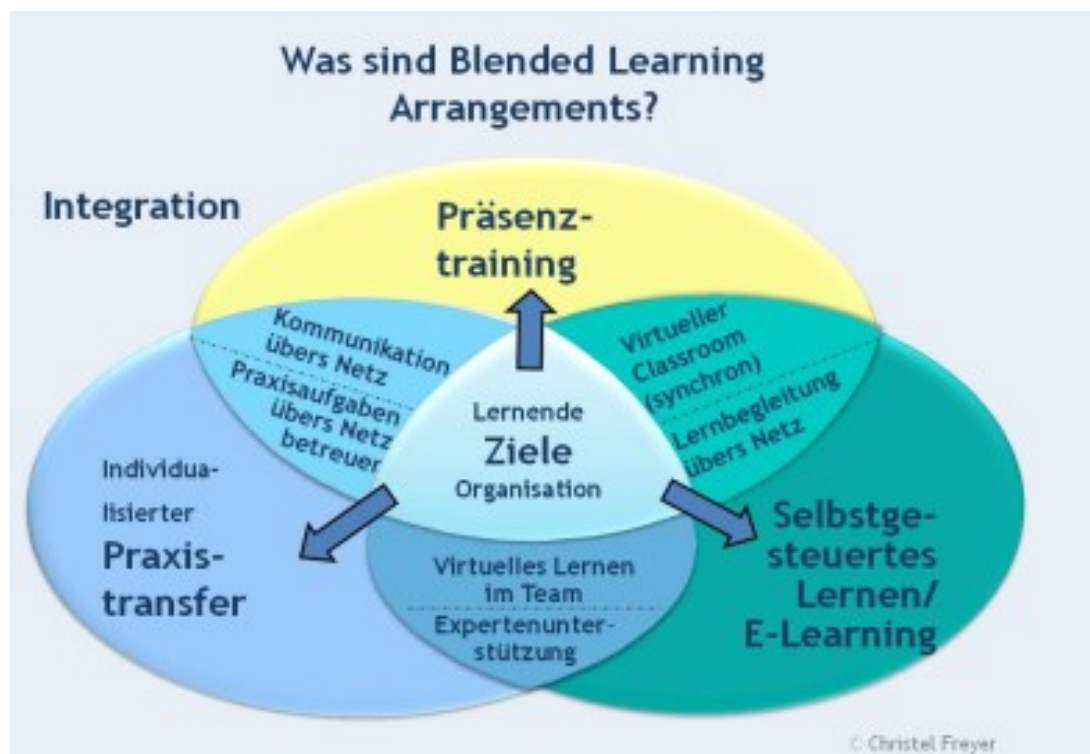 Was sind Blended Learning
Arrangements?
Integration
Präsenz-
training
Kommunikation
übers Netz
Praxisaufgaben
übers Netz
betreuen
Virtueller
Classroom
(synchron)
Lernbegleitung
übers Netz
Lernende
Ziele
Organisation
Individua-
lisierter
Praxis-
transfer
Selbstge-
steuertes
Lernen/
E-Learning
Virtuelles Lernen
im Team
Expertenunter-
stützung
© Christel Freyer